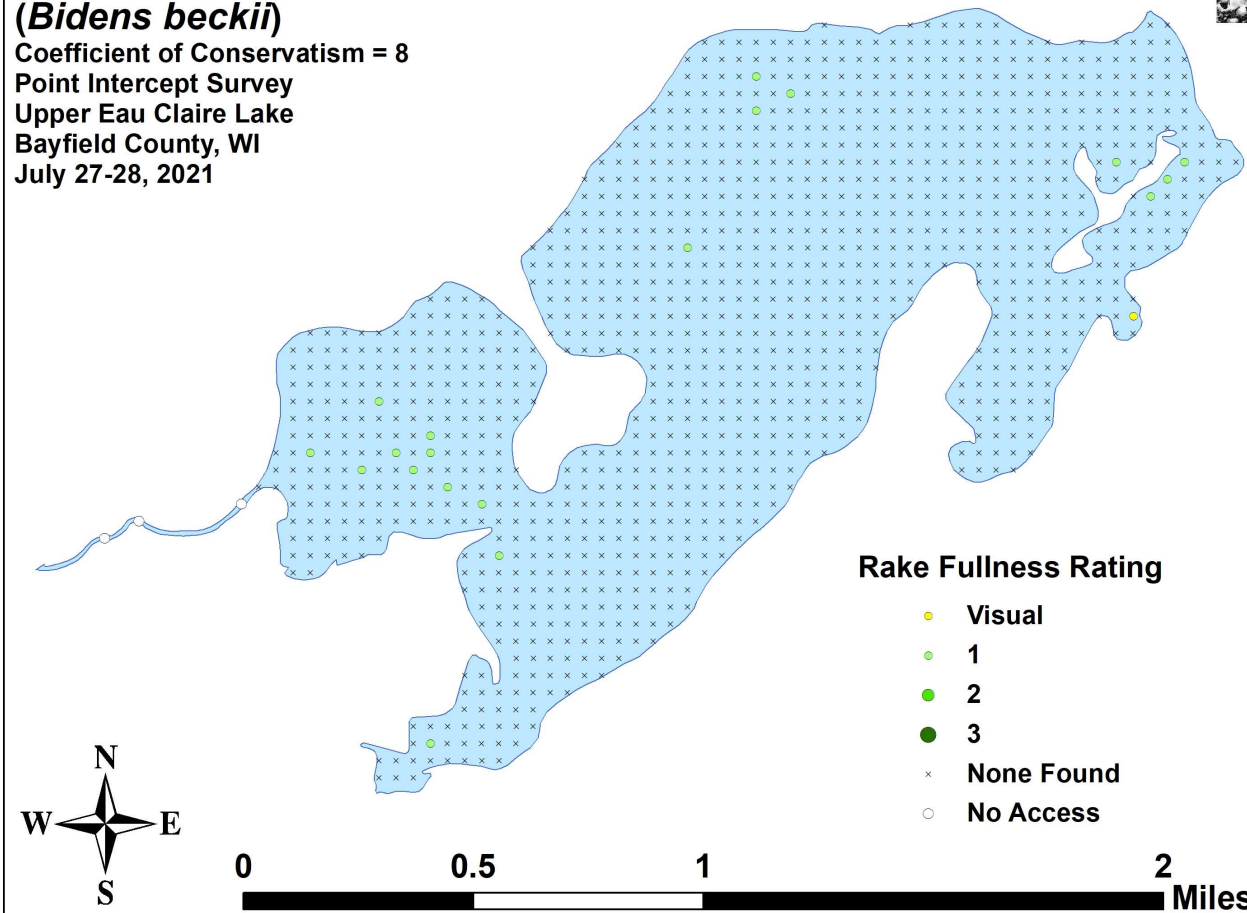 (Bidens beckii)
Coefficient of Conservatism = 8
Point Intercept Survey
Upper Eau Claire Lake
Bayfield County, WI
July 27-28, 2021
Rake Fullness Rating
Visual
1
2
3
None Found
No Access
N
W E
S
0 0.5 1 2
Miles